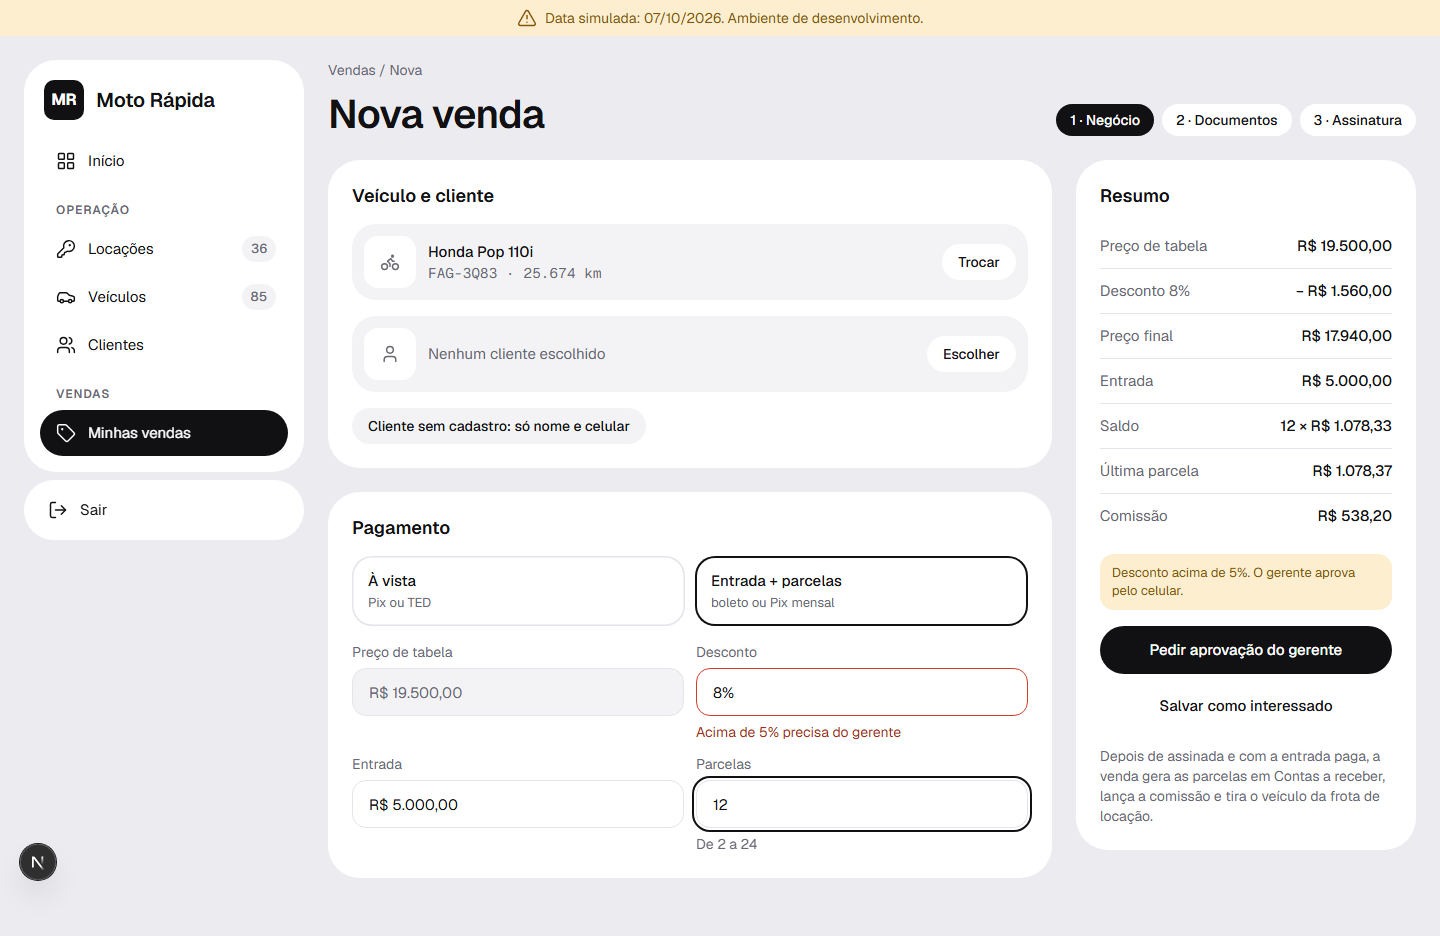 Data simulada: 07/10/2026. Ambiente de desenvolvimento.
MR
Moto Rápida
Início
OPERAÇÃO
Locações 36
Veículos 85
Clientes
VENDAS
Minhas vendas
Sair
Vendas / Nova
Nova venda
1 · Negócio
2 · Documentos
3 · Assinatura
Veículo e cliente
Honda Pop 110i
FAG-3Q83 · 25.674 km
Trocar
Nenhum cliente escolhido
Escolher
Cliente sem cadastro: só nome e celular
Pagamento
À vista
Pix ou TED
Entrada + parcelas
boleto ou Pix mensal
Preço de tabela
R$ 19.500,00
Desconto
8%
Acima de 5% precisa do gerente
Entrada
R$ 5.000,00
Parcelas
12
De 2 a 24
Resumo
Preço de tabela R$ 19.500,00
Desconto 8% − R$ 1.560,00
Preço final R$ 17.940,00
Entrada R$ 5.000,00
Saldo 12 × R$ 1.078,33
Última parcela R$ 1.078,37
Comissão R$ 538,20
Desconto acima de 5%. O gerente aprova
pelo celular.
Pedir aprovação do gerente
Salvar como interessado
Depois de assinada e com a entrada paga, a
venda gera as parcelas em Contas a receber,
lança a comissão e tira o veículo da frota de
locação.
N